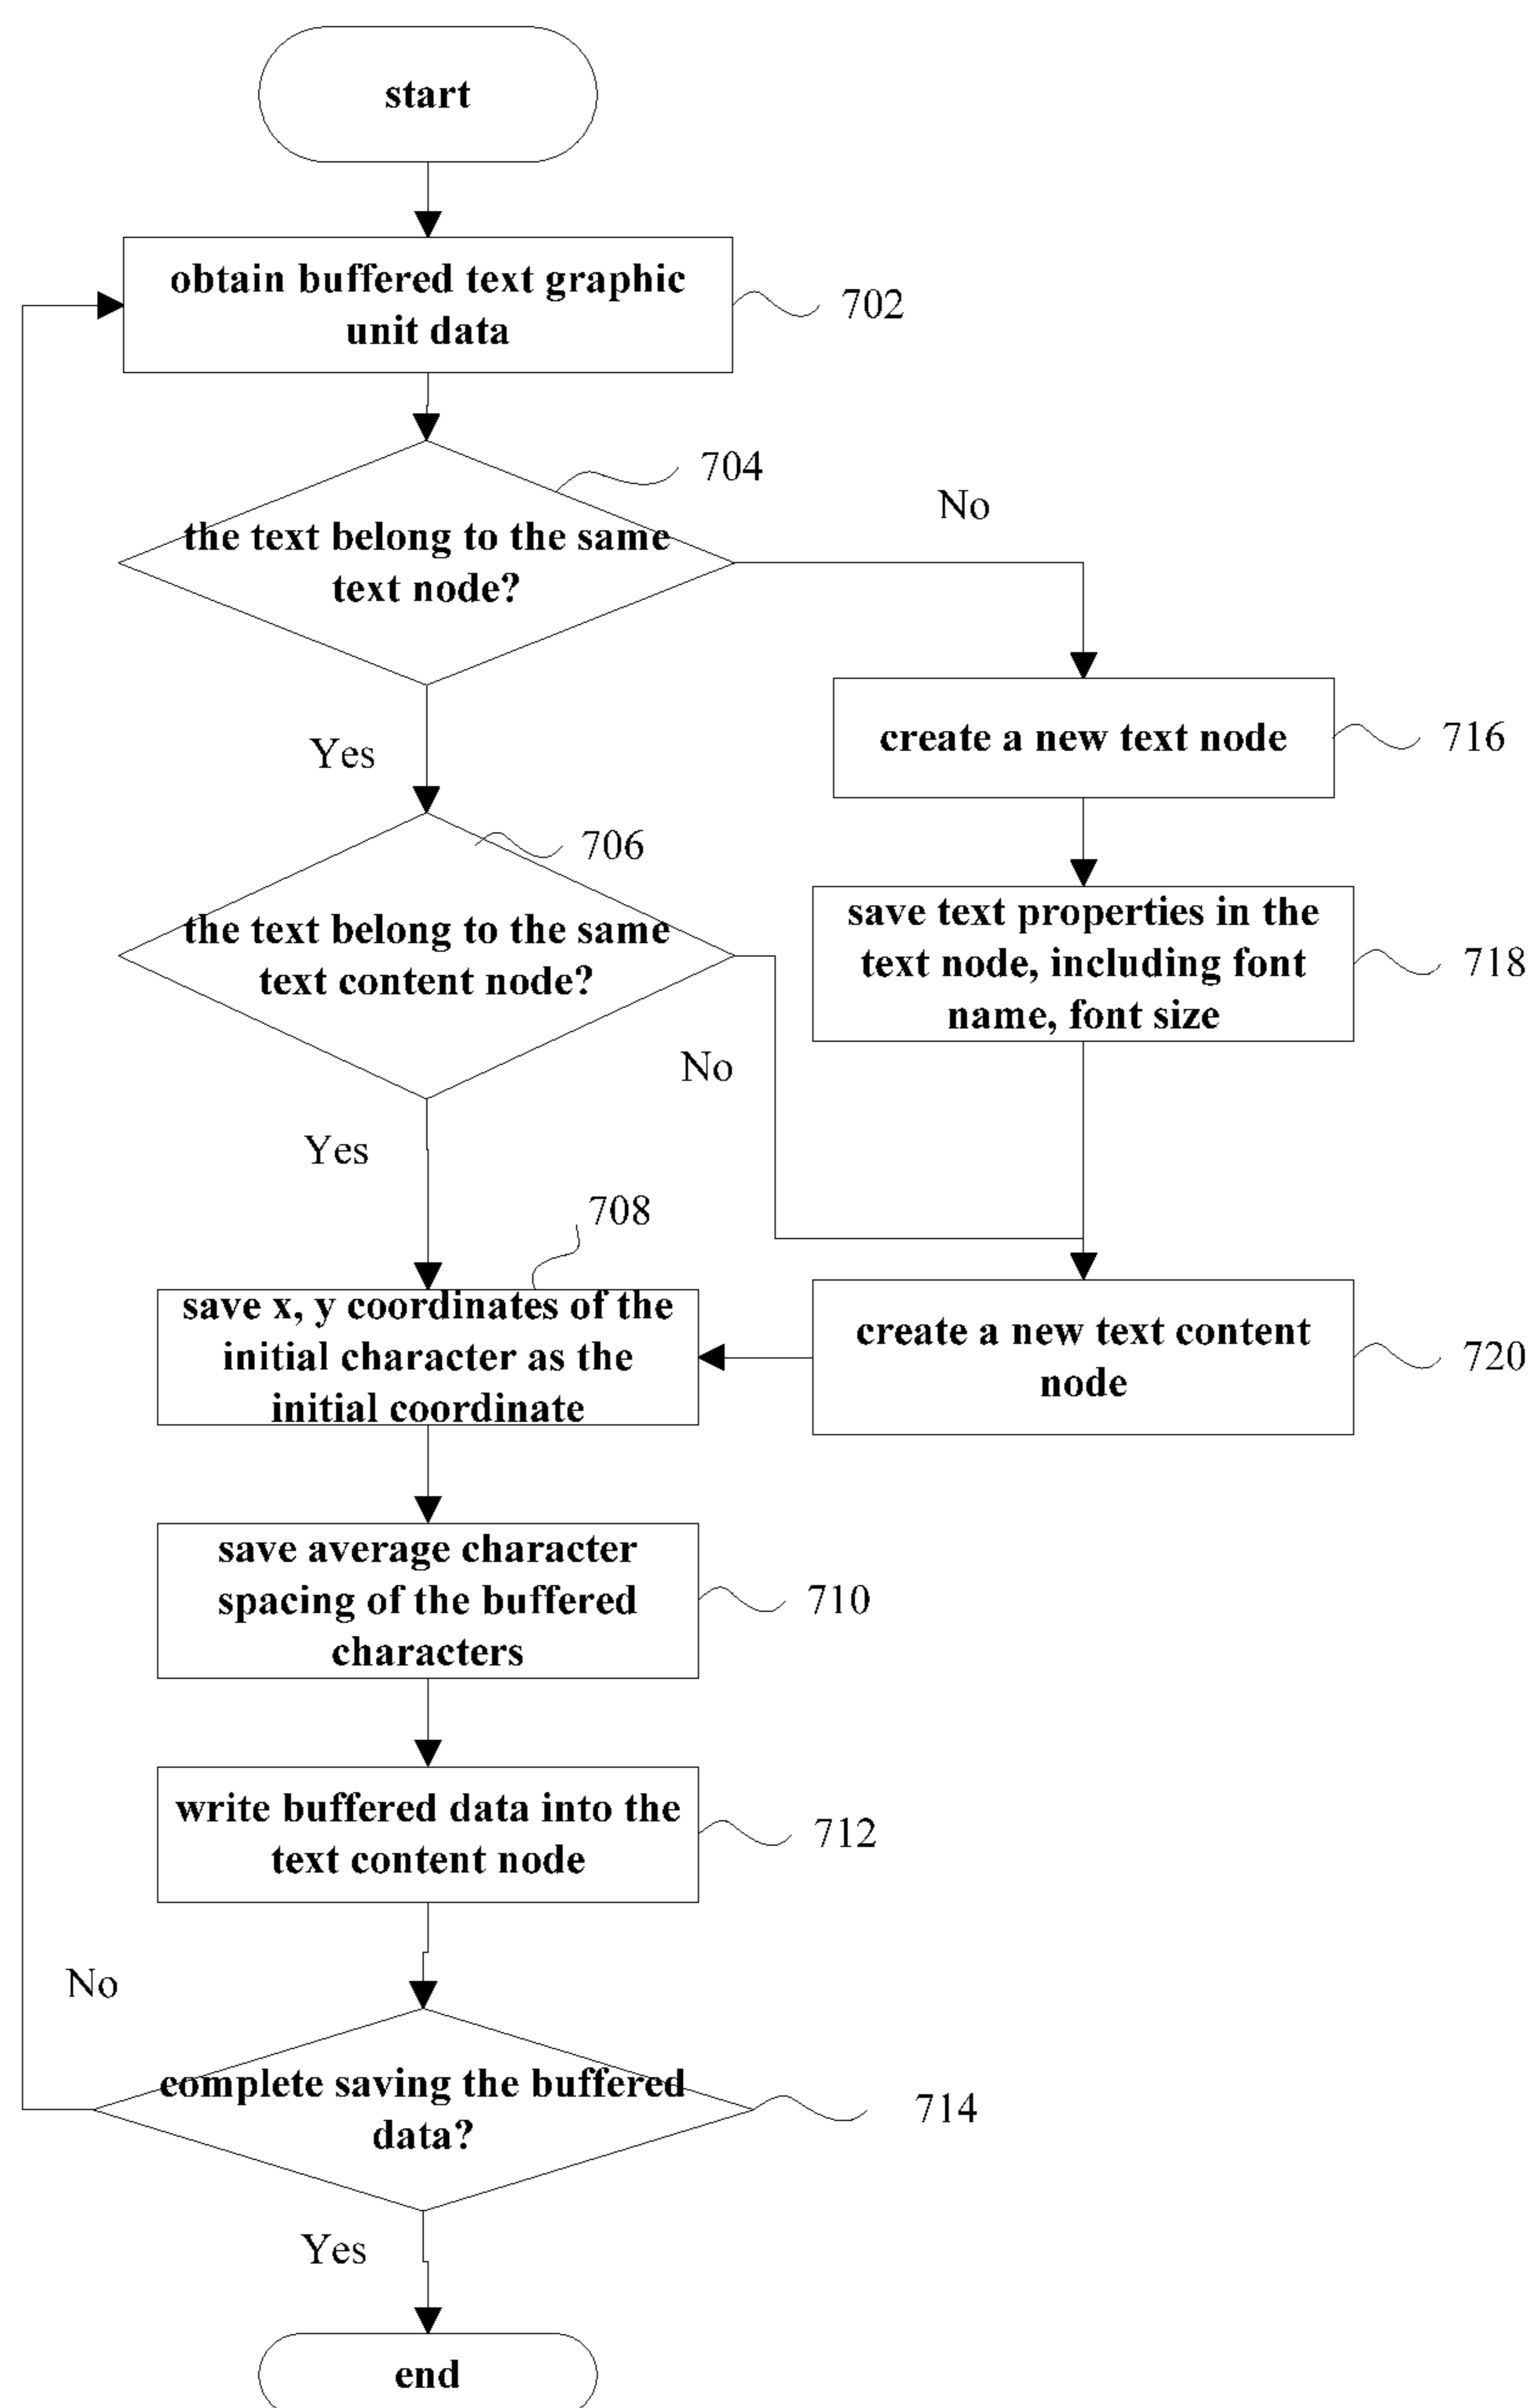 start
obtain buffered text graphic
unit data
702
704
the text belong to the same
text node?
No
Yes
create a new text node
716
706
the text belong to the same
text content node?
save text properties in the
text node, including font
name, font size
718
No
Yes
708
save x, y coordinates of the
initial character as the
initial coordinate
create a new text content
node
720
save average character
spacing of the buffered
characters
710
write buffered data into the
text content node
712
No
complete saving the buffered
data?
714
Yes
end